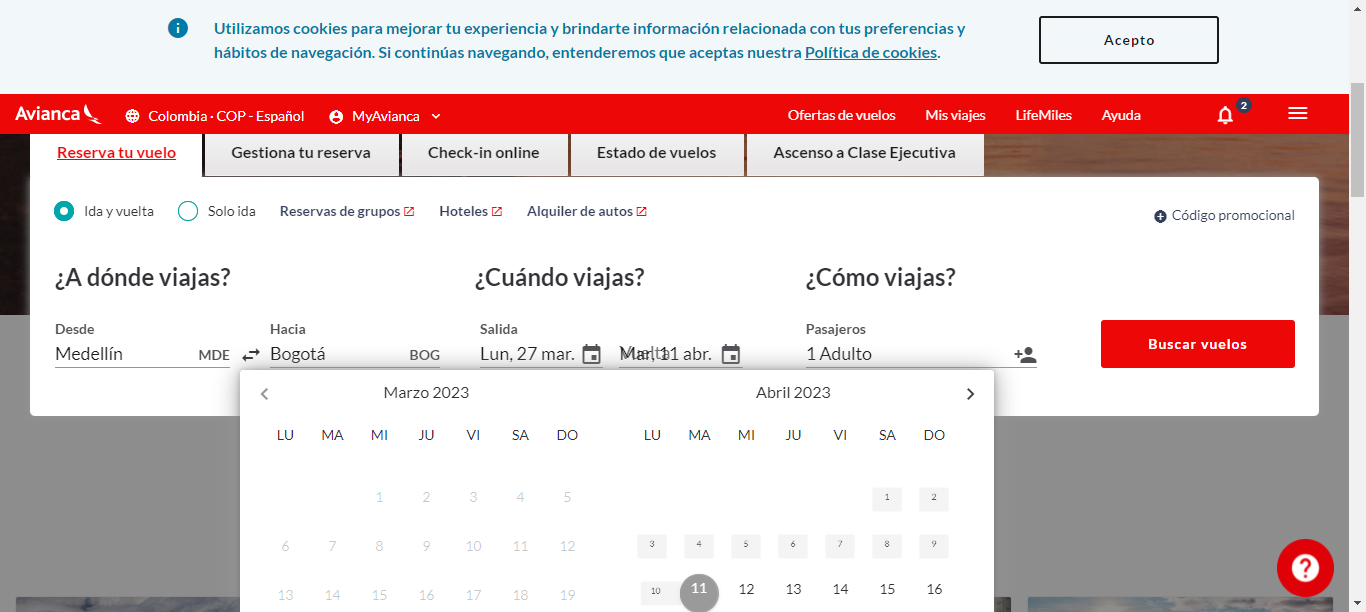 Utilizamos cookies para mejorar tu experiencia y brindarte información relacionada con tus preferencias y
hábitos de navegación. Si continúas navegando, entenderemos que aceptas nuestra Política de cookies.
Acepto
Avianca
Colombia · COP - Español
MyAvianca
Ofertas de vuelos
Mis viajes
LifeMiles
Ayuda
2
Reserva tu vuelo
Gestiona tu reserva
Check-in online
Estado de vuelos
Ascenso a Clase Ejecutiva
Ida y vuelta
Solo ida
Reservas de grupos
Hoteles
Alquiler de autos
Código promocional
¿A dónde viajas?
¿Cuándo viajas?
¿Cómo viajas?
Desde
Hacia
Salida
Pasajeros
Medellín MDE
Bogotá BOG
Lun, 27 mar.
Vuelta
Mar, 11 abr.
1 Adulto
Buscar vuelos
Marzo 2023
LU MA MI JU VI SA DO
1 2 3 4 5
6 7 8 9 10 11 12
13 14 15 16 17 18 19
Abril 2023
LU MA MI JU VI SA DO
1 2
3 4 5 6 7 8 9
10 11 12 13 14 15 16
?